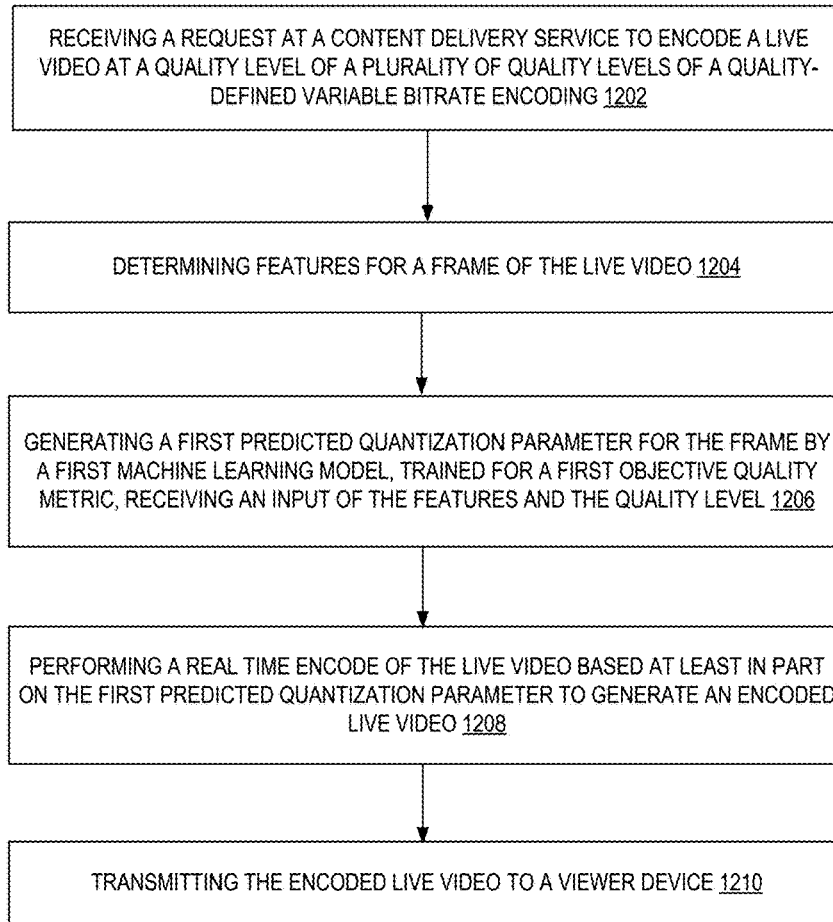 RECEIVING A REQUEST AT A CONTENT DELIVERY SERVICE TO ENCODE A LIVE
VIDEO AT A QUALITY LEVEL OF A PLURALITY OF QUALITY LEVELS OF A QUALITY-
DEFINED VARIABLE BITRATE ENCODING 1202
DETERMINING FEATURES FOR A FRAME OF THE LIVE VIDEO 1204
GENERATING A FIRST PREDICTED QUANTIZATION PARAMETER FOR THE FRAME BY
A FIRST MACHINE LEARNING MODEL, TRAINED FOR A FIRST OBJECTIVE QUALITY
METRIC, RECEIVING AN INPUT OF THE FEATURES AND THE QUALITY LEVEL 1206
PERFORMING A REAL TIME ENCODE OF THE LIVE VIDEO BASED AT LEAST IN PART
ON THE FIRST PREDICTED QUANTIZATION PARAMETER TO GENERATE AN ENCODED
LIVE VIDEO 1208
TRANSMITTING THE ENCODED LIVE VIDEO TO A VIEWER DEVICE 1210